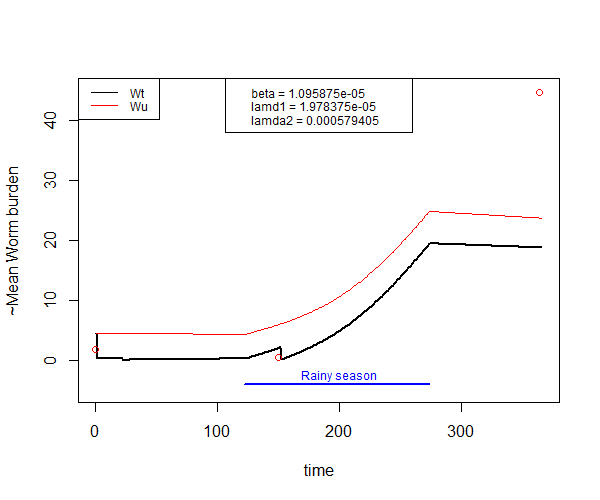 Wt
Wu
beta = 1.095875e-05
lamd1 = 1.978375e-05
lamda2 = 0.000579405
~Mean Worm burden
40
30
20
10
0
Rainy season
0 100 200 300
time